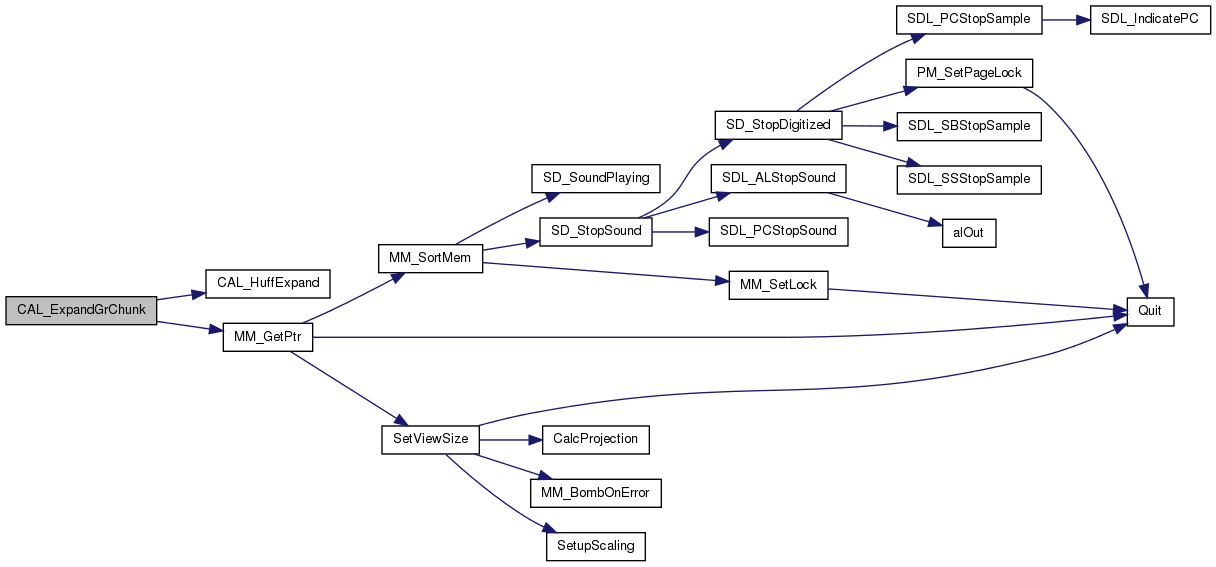 CAL_ExpandGrChunk
CAL_HuffExpand
MM_GetPtr
MM_SortMem
SD_SoundPlaying
SD_StopSound
SD_StopDigitized
SDL_PCStopSample
SDL_IndicatePC
PM_SetPageLock
SDL_SBStopSample
SDL_SSStopSample
SDL_ALStopSound
alOut
SDL_PCStopSound
MM_SetLock
Quit
SetViewSize
CalcProjection
MM_BombOnError
SetupScaling